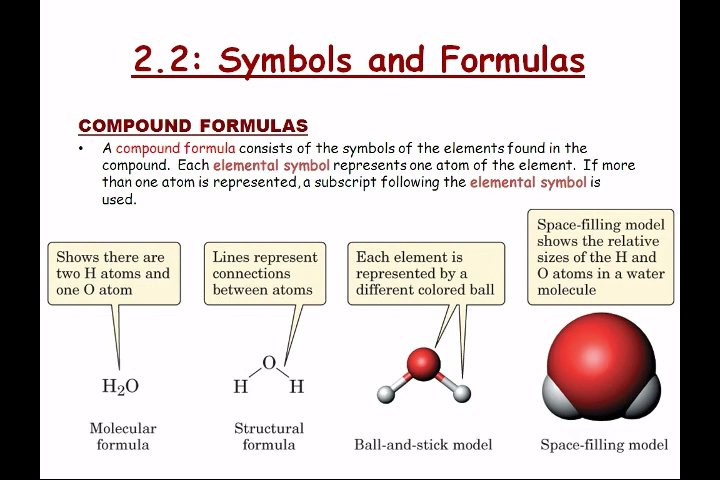 2.2: Symbols and Formulas
COMPOUND FORMULAS
• A compound formula consists of the symbols of the elements found in the
compound. Each elemental symbol represents one atom of the element. If more
than one atom is represented, a subscript following the elemental symbol is
used.
Shows there are
two H atoms and
one O atom
Lines represent
connections
between atoms
Each element is
represented by a
different colored ball
Space-filling model
shows the relative
sizes of the H and
O atoms in a water
molecule
H₂O
O
H H
Molecular
formula
Structural
formula
Ball-and-stick model
Space-filling model